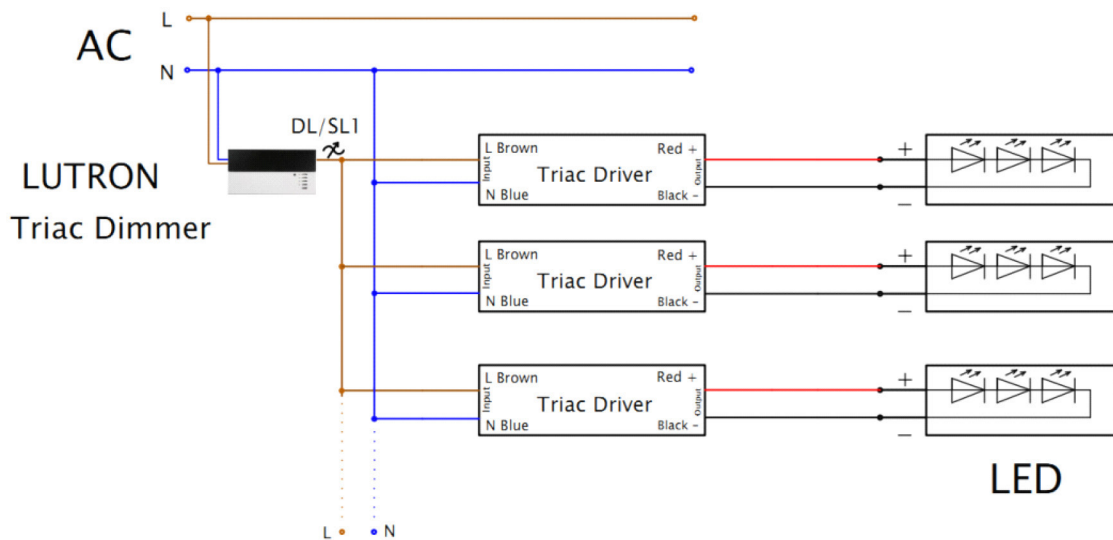 L
AC
N
DL/SL1
LUTRON
Triac Dimmer
L Brown
Red +
Input
Triac Driver
Output
N Blue
Black -
+
−
L Brown
Red +
Input
Triac Driver
Output
N Blue
Black -
+
−
L Brown
Red +
Input
Triac Driver
Output
N Blue
Black -
+
−
LED
L
N